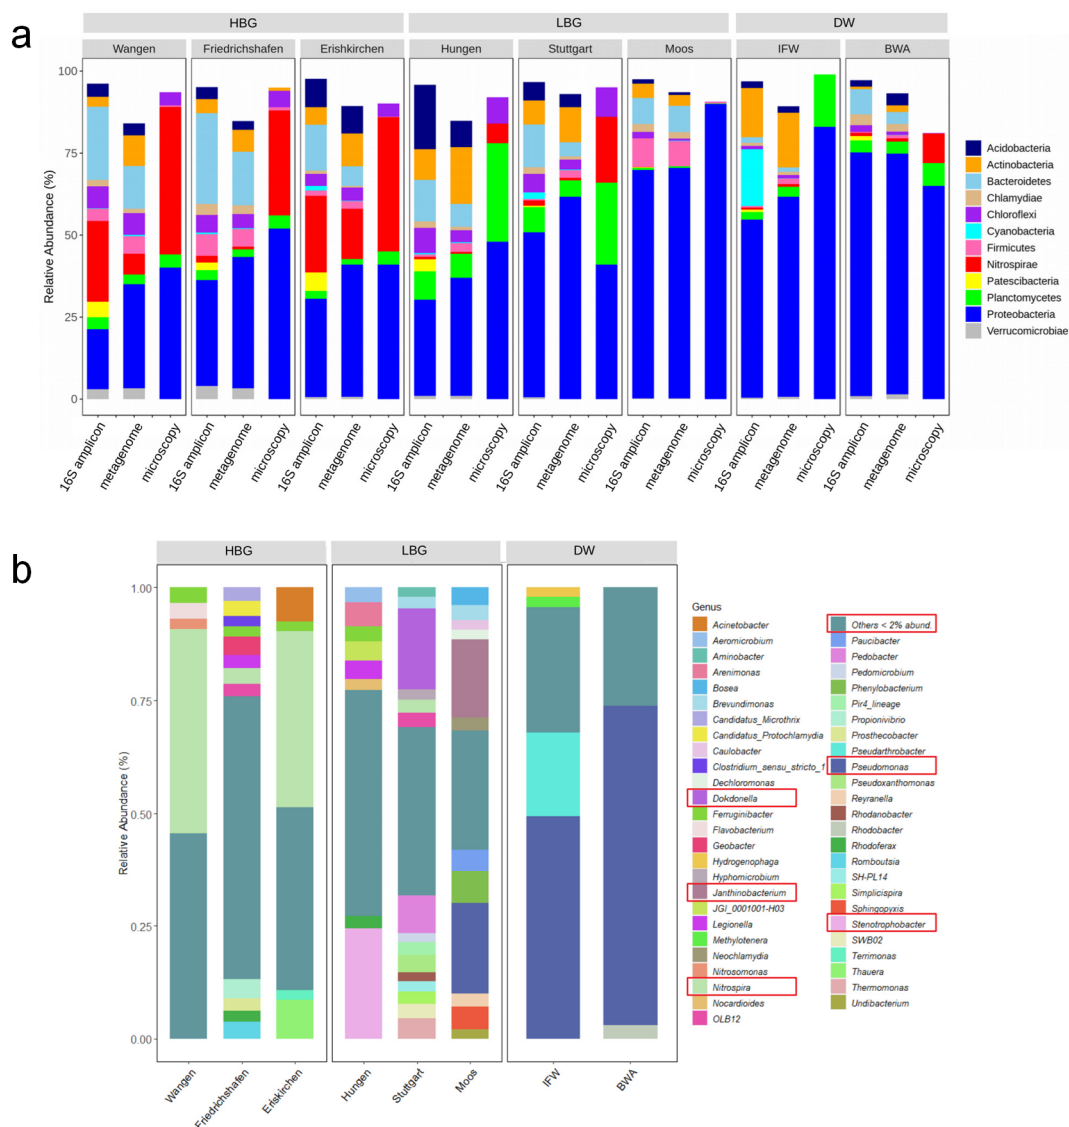 a
HBG LBG DW
Wangen Friedrichshafen Erishkirchen Hungen Stuttgart Moos IFW BWA
Relative Abundance (%)
100
75
50
25
0
16S amplicon metagenome microscopy 16S amplicon metagenome microscopy 16S amplicon metagenome microscopy 16S amplicon metagenome microscopy 16S amplicon metagenome microscopy 16S amplicon metagenome microscopy 16S amplicon metagenome microscopy 16S amplicon metagenome microscopy
Acidobacteria
Actinobacteria
Bacteroidetes
Chlamydiae
Chloroflexi
Cyanobacteria
Firmicutes
Nitrospirae
Patescibacteria
Planctomycetes
Proteobacteria
Verrucomicrobiae
b
HBG LBG DW
Relative Abundance (%)
1.00
0.75
0.50
0.25
0.00
Wangen Friedrichshafen Eriskirchen Hungen Stuttgart Moos IFW BWA
Genus
Acinetobacter
Aeromicrobium
Aminobacter
Arenimonas
Bosea
Brevundimonas
Candidatus_Microthrix
Candidatus_Protochlamydia
Caulobacter
Clostridium_sensu_stricto_1
Dechloromonas
Dokdonella
Ferruginibacter
Flavobacterium
Geobacter
Hydrogenophaga
Hyphomicrobium
Janthinobacterium
JGI_0001001-H03
Legionella
Methylotenera
Neochlamydia
Nitrosomonas
Nitrospira
Nocardioides
OLB12
Others < 2% abund.
Paucibacter
Pedobacter
Pedomicrobium
Phenylobacterium
Pir4_lineage
Propionivibrio
Prosthecobacter
Pseudarthrobacter
Pseudomonas
Pseudoxanthomonas
Reyranella
Rhodanobacter
Rhodobacter
Rhodoferax
Romboutsia
SH-PL14
Simplicispira
Sphingopyxis
Stenotrophobacter
SWB02
Terrimonas
Thauera
Thermomonas
Undibacterium